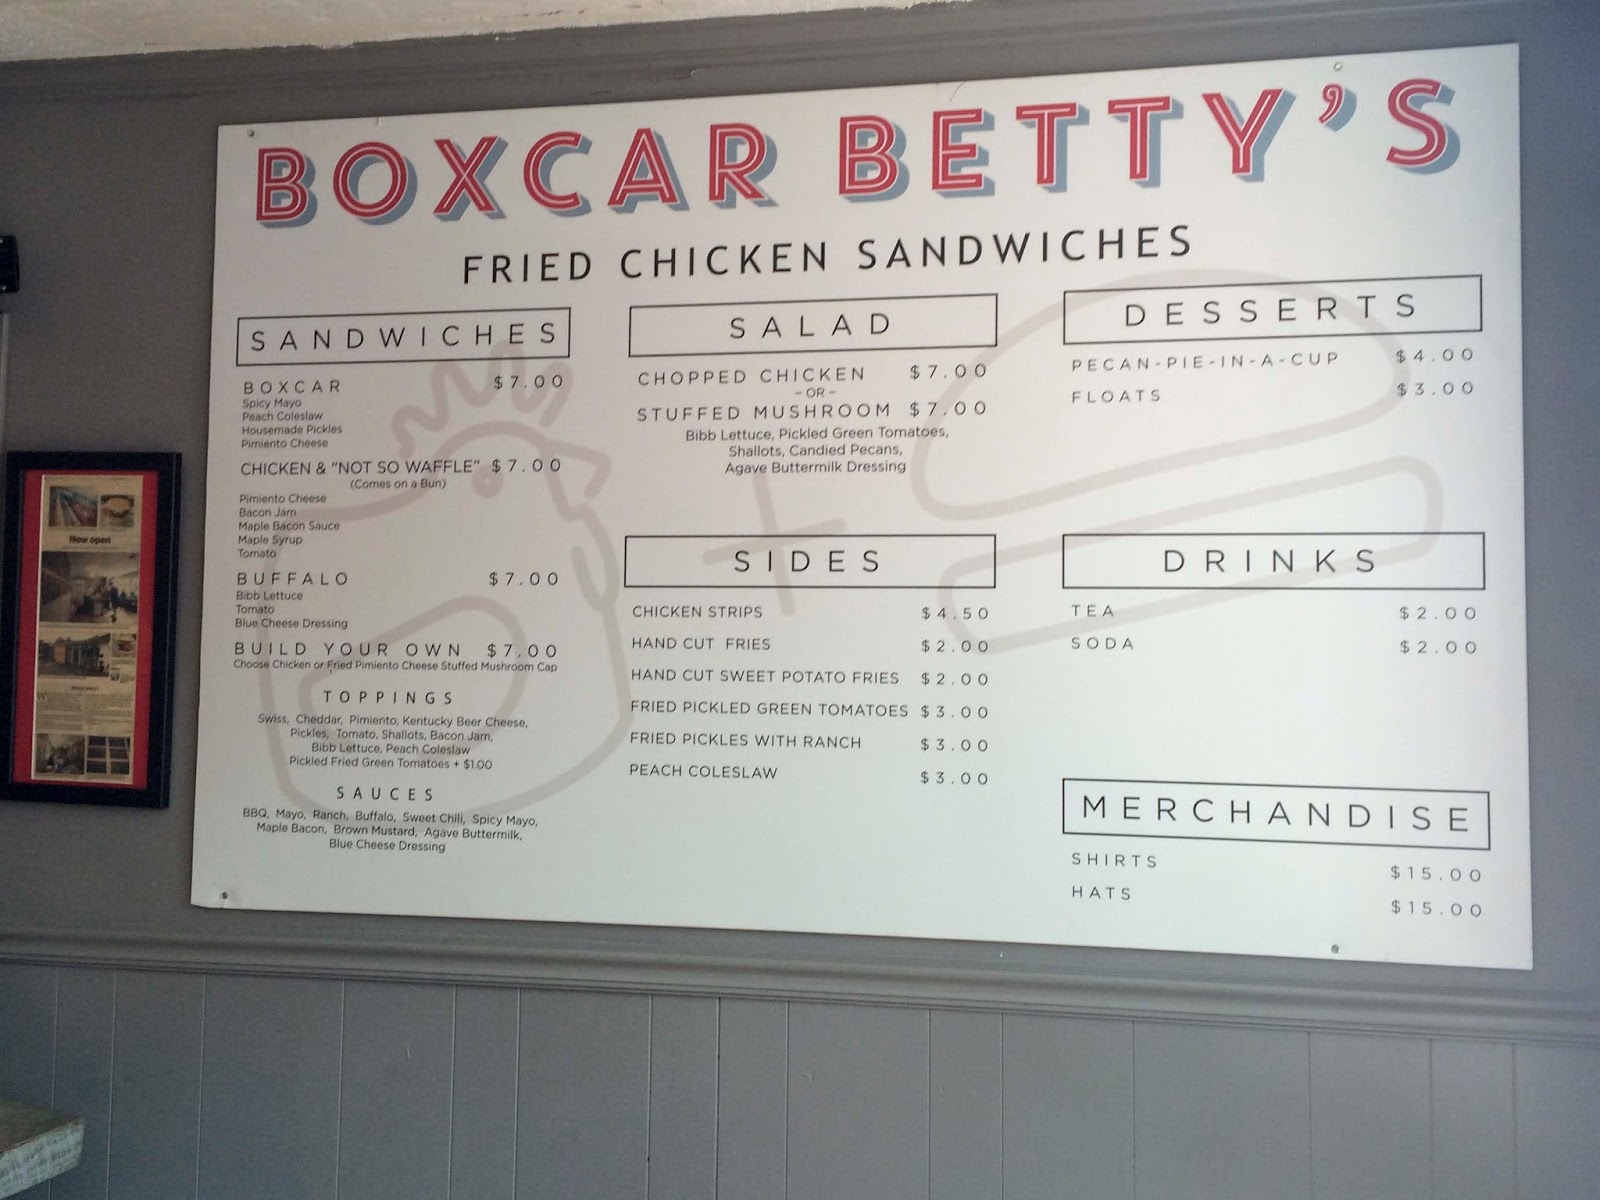 BOXCAR BETTY'S
FRIED CHICKEN SANDWICHES
SANDWICHES
BOXCAR $7.00
Spicy Mayo
Peach Coleslaw
Housemade Pickles
Pimiento Cheese
CHICKEN & "NOT SO WAFFLE" $7.00
(Comes on a Bun)
Pimiento Cheese
Bacon Jam
Maple Bacon Sauce
Maple Syrup
Tomato
BUFFALO $7.00
Bibb Lettuce
Tomato
Blue Cheese Dressing
BUILD YOUR OWN $7.00
Choose Chicken or Fried Pimiento Cheese Stuffed Mushroom Cap
TOPPINGS
Swiss, Cheddar, Pimiento, Kentucky Beer Cheese,
Pickles, Tomato, Shallots, Bacon Jam,
Bibb Lettuce, Peach Coleslaw
Pickled Fried Green Tomatoes + $1.00
SAUCES
BBQ, Mayo, Ranch, Buffalo, Sweet Chili, Spicy Mayo,
Maple Bacon, Brown Mustard, Agave Buttermilk,
Blue Cheese Dressing
SALAD
CHOPPED CHICKEN $7.00
- OR -
STUFFED MUSHROOM $7.00
Bibb Lettuce, Pickled Green Tomatoes,
Shallots, Candied Pecans,
Agave Buttermilk Dressing
SIDES
CHICKEN STRIPS $4.50
HAND CUT FRIES $2.00
HAND CUT SWEET POTATO FRIES $2.00
FRIED PICKLED GREEN TOMATOES $3.00
FRIED PICKLES WITH RANCH $3.00
PEACH COLESLAW $3.00
DESSERTS
PECAN-PIE-IN-A-CUP $4.00
FLOATS $3.00
DRINKS
TEA $2.00
SODA $2.00
MERCHANDISE
SHIRTS $15.00
HATS $15.00
Now open